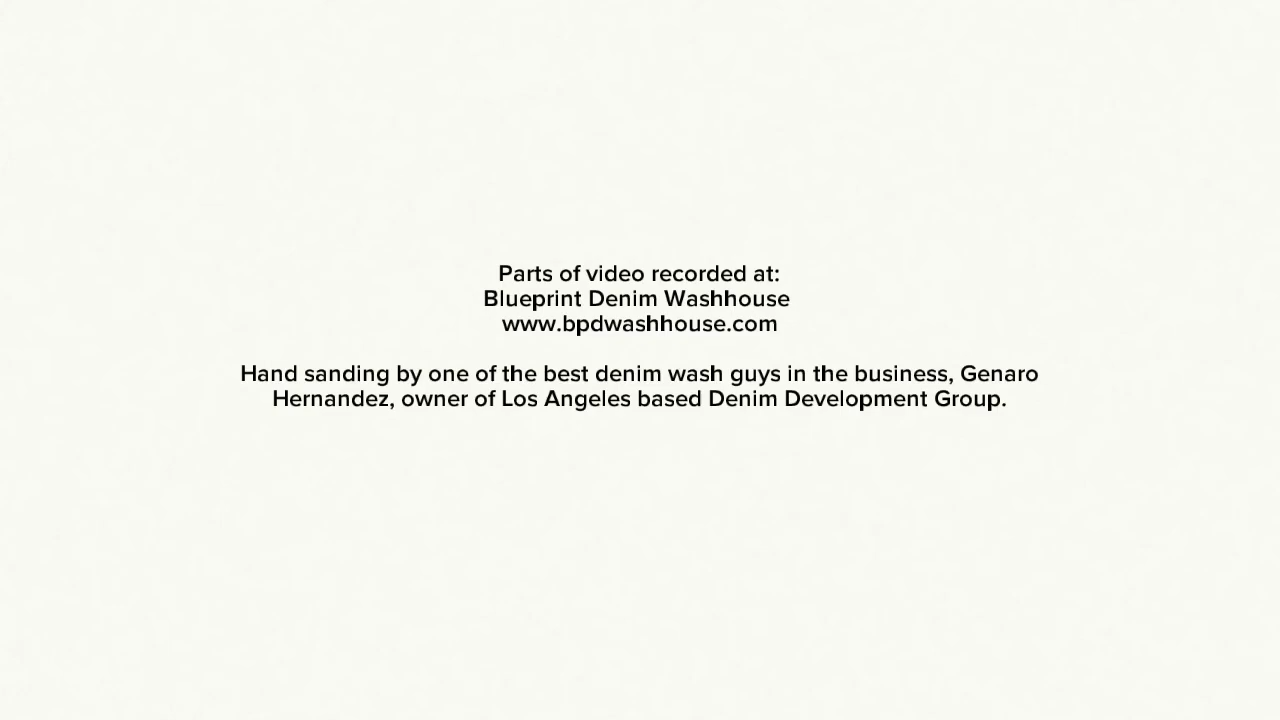 Parts of video recorded at:
Blueprint Denim Washhouse
www.bpdwashhouse.com
Hand sanding by one of the best denim wash guys in the business, Genaro
Hernandez, owner of Los Angeles based Denim Development Group.